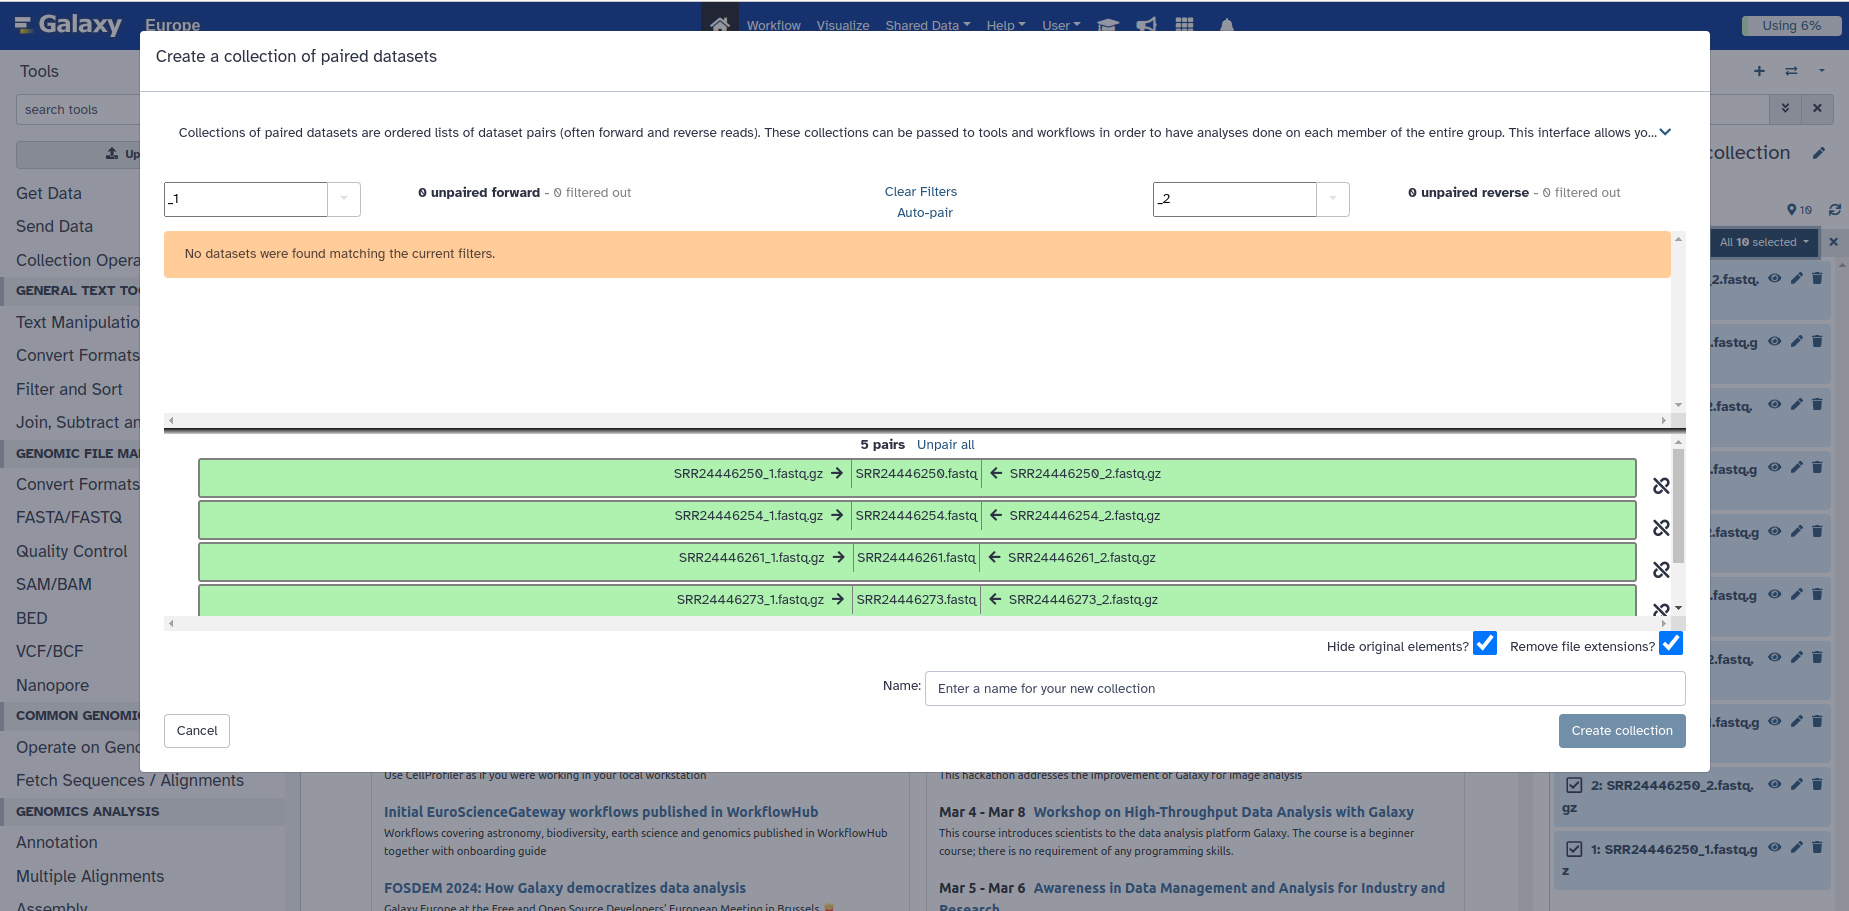 Galaxy Europe
Workflow Visualize Shared Data Help User
Using 6%
Create a collection of paired datasets
Tools
search tools
Collections of paired datasets are ordered lists of dataset pairs (often forward and reverse reads). These collections can be passed to tools and workflows in order to have analyses done on each member of the entire group. This interface allows yo...
Up
collection
Get Data
_1
0 unpaired forward - 0 filtered out
Clear Filters
Auto-pair
_2
0 unpaired reverse - 0 filtered out
10
Send Data
All 10 selected
No datasets were found matching the current filters.
Collection Opera
GENERAL TEXT TO
_2.fastq.
Text Manipulatio
.fastq.g
Convert Formats
Filter and Sort
2.fastq.
Join, Subtract an
5 pairs Unpair all
GENOMIC FILE MA
SRR24446250_1.fastq.gz SRR24446250.fastq SRR24446250_2.fastq.gz
.fastq.g
Convert Formats
SRR24446254_1.fastq.gz SRR24446254.fastq SRR24446254_2.fastq.gz
FASTA/FASTQ
2.fastq.g
Quality Control
SRR24446261_1.fastq.gz SRR24446261.fastq SRR24446261_2.fastq.gz
SAM/BAM
SRR24446273_1.fastq.gz SRR24446273.fastq SRR24446273_2.fastq.gz
.fastq.g
BED
Hide original elements? Remove file extensions?
VCF/BCF
2.fastq.
Nanopore
Name: Enter a name for your new collection
COMMON GENOMI
1.fastq.g
Cancel
Create collection
Operate on Geno
Fetch Sequences / Alignments
Use CellProfiler as if you were working in your local workstation
This hackathon addresses the improvement of Galaxy for image analysis
2: SRR24446250_2.fastq.
gz
GENOMICS ANALYSIS
Initial EuroScienceGateway workflows published in WorkflowHub
Workflows covering astronomy, biodiversity, earth science and genomics published in WorkflowHub
together with onboarding guide
Mar 4 - Mar 8 Workshop on High-Throughput Data Analysis with Galaxy
This course introduces scientists to the data analysis platform Galaxy. The course is a beginner
course; there is no requirement of any programming skills.
Annotation
1: SRR24446250_1.fastq.g
z
Multiple Alignments
FOSDEM 2024: How Galaxy democratizes data analysis
Galaxy Europe at the Free and Open Source Developers' European Meeting in Brussels
Mar 5 - Mar 6 Awareness in Data Management and Analysis for Industry and
Research
Assembly